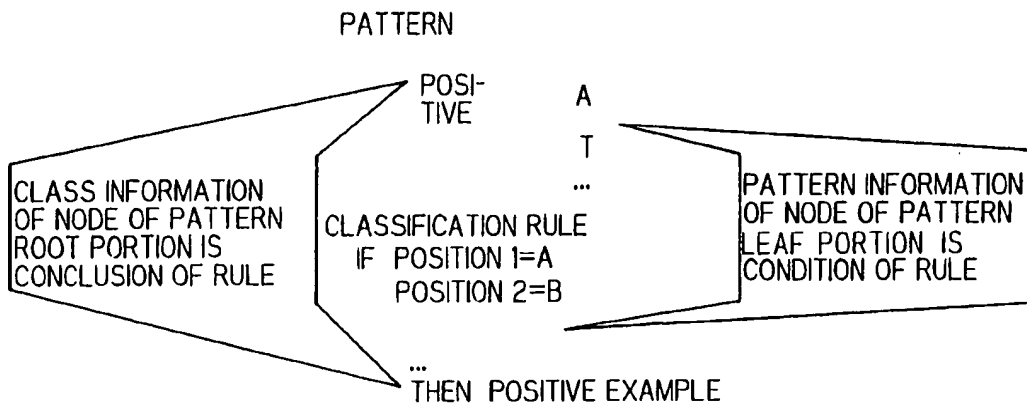 PATTERN
POSI-
TIVE
A
T
...
CLASS INFORMATION
OF NODE OF PATTERN
ROOT PORTION IS
CONCLUSION OF RULE
CLASSIFICATION RULE
IF POSITION 1=A
POSITION 2=B
...
THEN POSITIVE EXAMPLE
PATTERN INFORMATION
OF NODE OF PATTERN
LEAF PORTION IS
CONDITION OF RULE